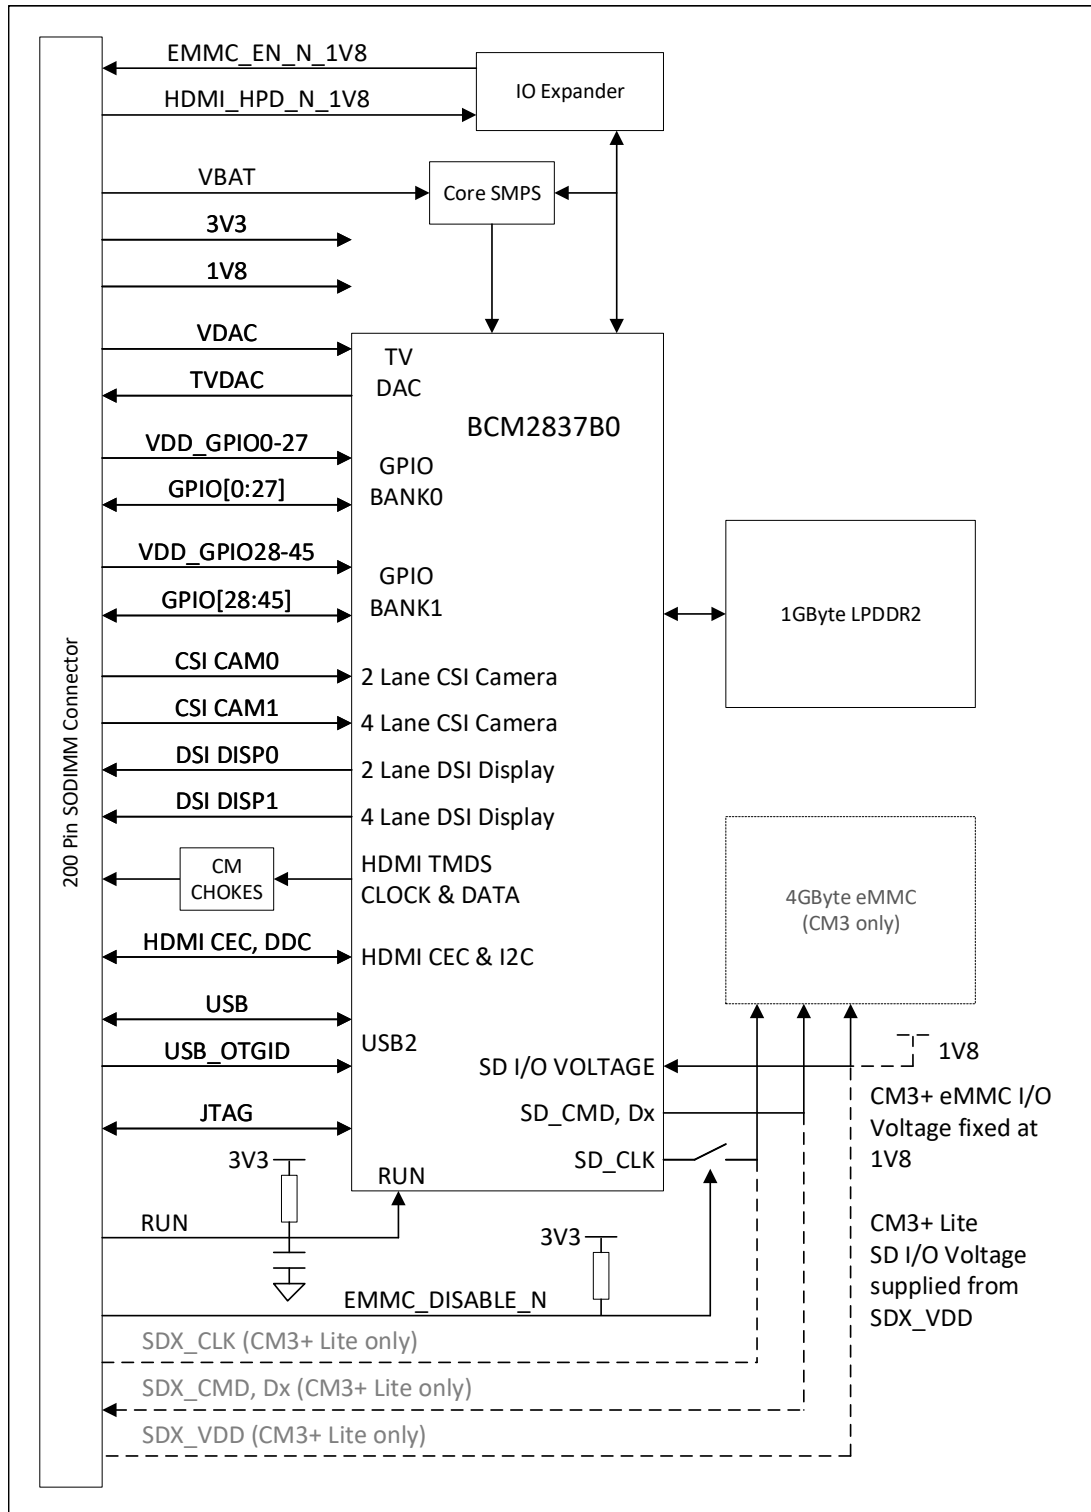 200 Pin SODIMM Connector
EMMC_EN_N_1V8
HDMI_HPD_N_1V8
IO Expander
VBAT
Core SMPS
3V3
1V8
VDAC
TVDAC
TV
DAC
BCM2837B0
VDD_GPIO0-27
GPIO[0:27]
GPIO
BANK0
VDD_GPIO28-45
GPIO[28:45]
GPIO
BANK1
1GByte LPDDR2
CSI CAM0
2 Lane CSI Camera
CSI CAM1
4 Lane CSI Camera
DSI DISP0
2 Lane DSI Display
DSI DISP1
4 Lane DSI Display
CM
CHOKES
HDMI TMDS
CLOCK & DATA
4GByte eMMC
(CM3 only)
HDMI CEC, DDC
HDMI CEC & I2C
USB
USB_OTGID
USB2
SD I/O VOLTAGE
1V8
CM3+ eMMC I/O
Voltage fixed at
1V8
SD_CMD, Dx
JTAG
SD_CLK
3V3
RUN
RUN
3V3
CM3+ Lite
SD I/O Voltage
supplied from
SDX_VDD
EMMC_DISABLE_N
SDX_CLK (CM3+ Lite only)
SDX_CMD, Dx (CM3+ Lite only)
SDX_VDD (CM3+ Lite only)